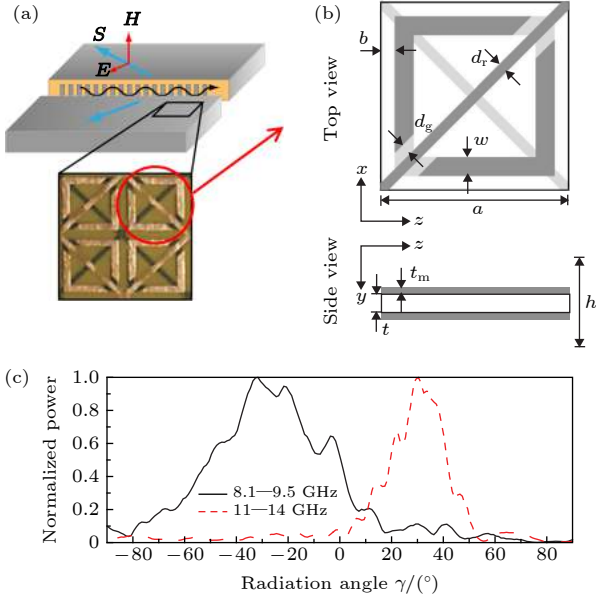 (a)
H
S
E
(b)
Top view
b
d_r
d_g
w
x
z
a
Side view
z
t_m
y
h
t
(c)
Normalized power
1.0
0.8
0.6
0.4
0.2
0
8.1—9.5 GHz
11—14 GHz
−80 −60 −40 −20 0 20 40 60 80
Radiation angle γ/(°)